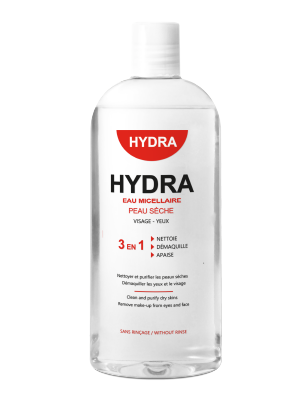 HYDRA
HYDRA
EAU MICELLAIRE
PEAU SÈCHE
VISAGE - YEUX
3 EN 1
NETTOIE
DÉMAQUILLE
APAISE
Nettoyer et purifier les peaux sèches
Démaquiller les yeux et le visage
Clean and purify dry skins
Remove make-up from eyes and face
SANS RINÇAGE / WITHOUT RINSE